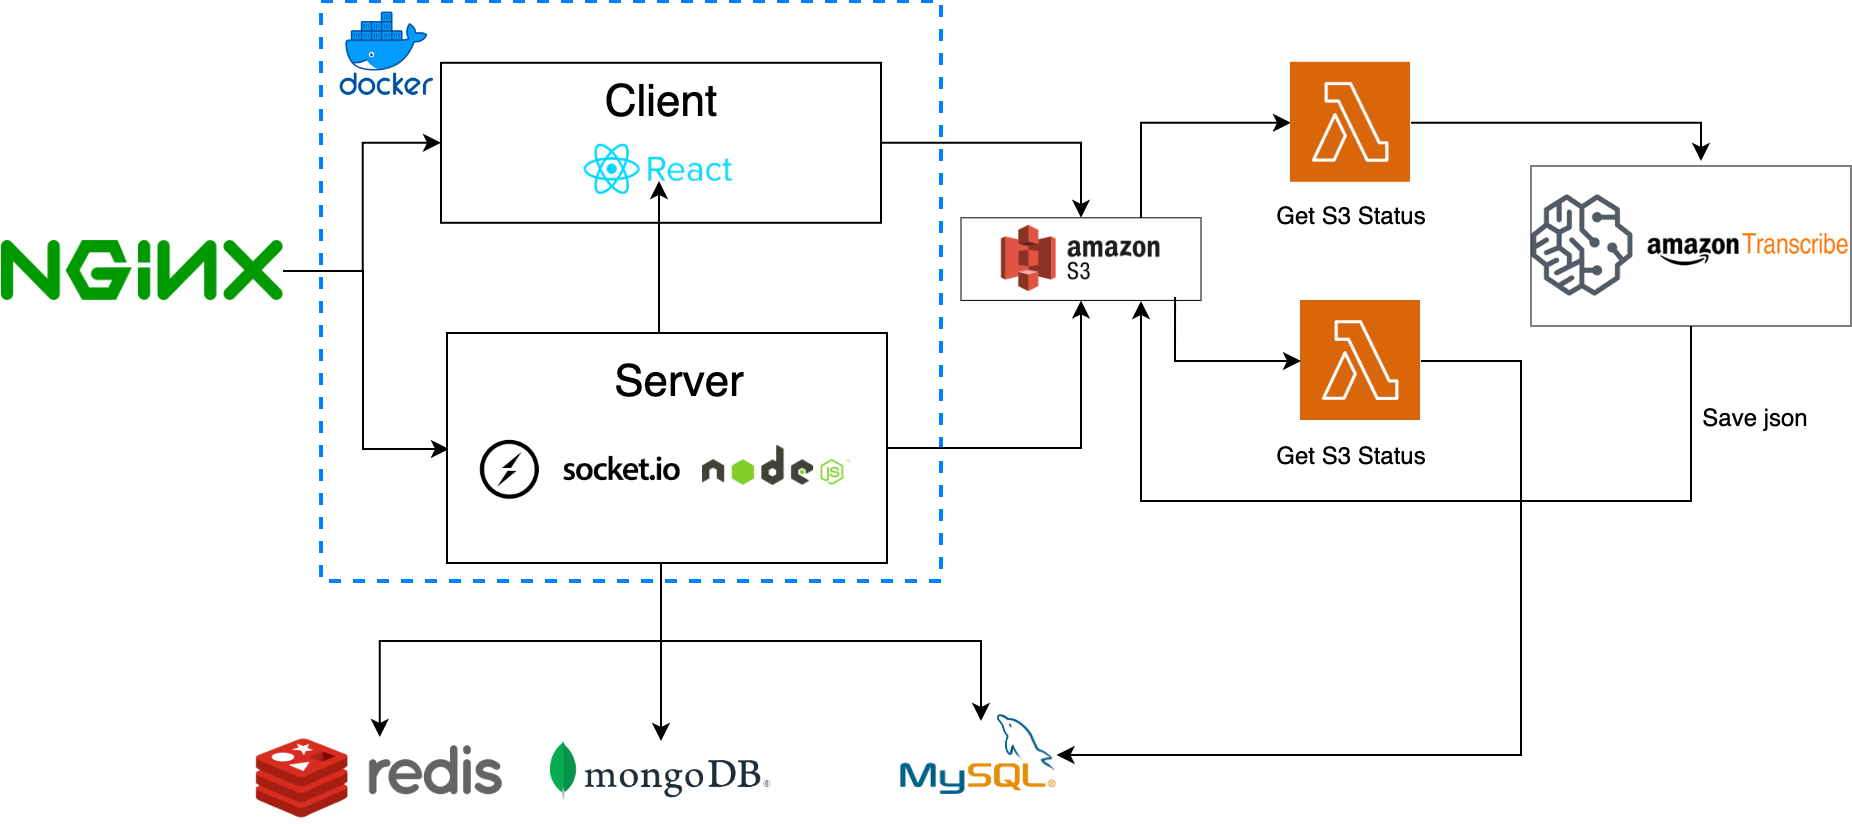 docker
Client
React
NGiNX
amazon
S3
Get S3 Status
amazon Transcribe
Server
socket.io node JS ™
Get S3 Status
Save json
redis
mongoDB®
MySQL®